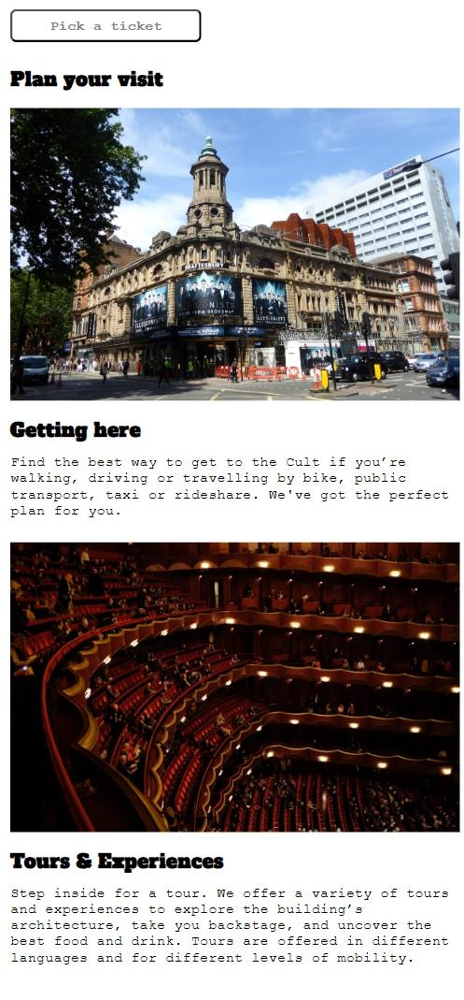 Pick a ticket
Plan your visit
SHAFTESBURY
ILLUSIONISTS
Getting here
Find the best way to get to the Cult if you’re
walking, driving or travelling by bike, public
transport, taxi or rideshare. We've got the perfect
plan for you.
Tours & Experiences
Step inside for a tour. We offer a variety of tours
and experiences to explore the building’s
architecture, take you backstage, and uncover the
best food and drink. Tours are offered in different
languages and for different levels of mobility.